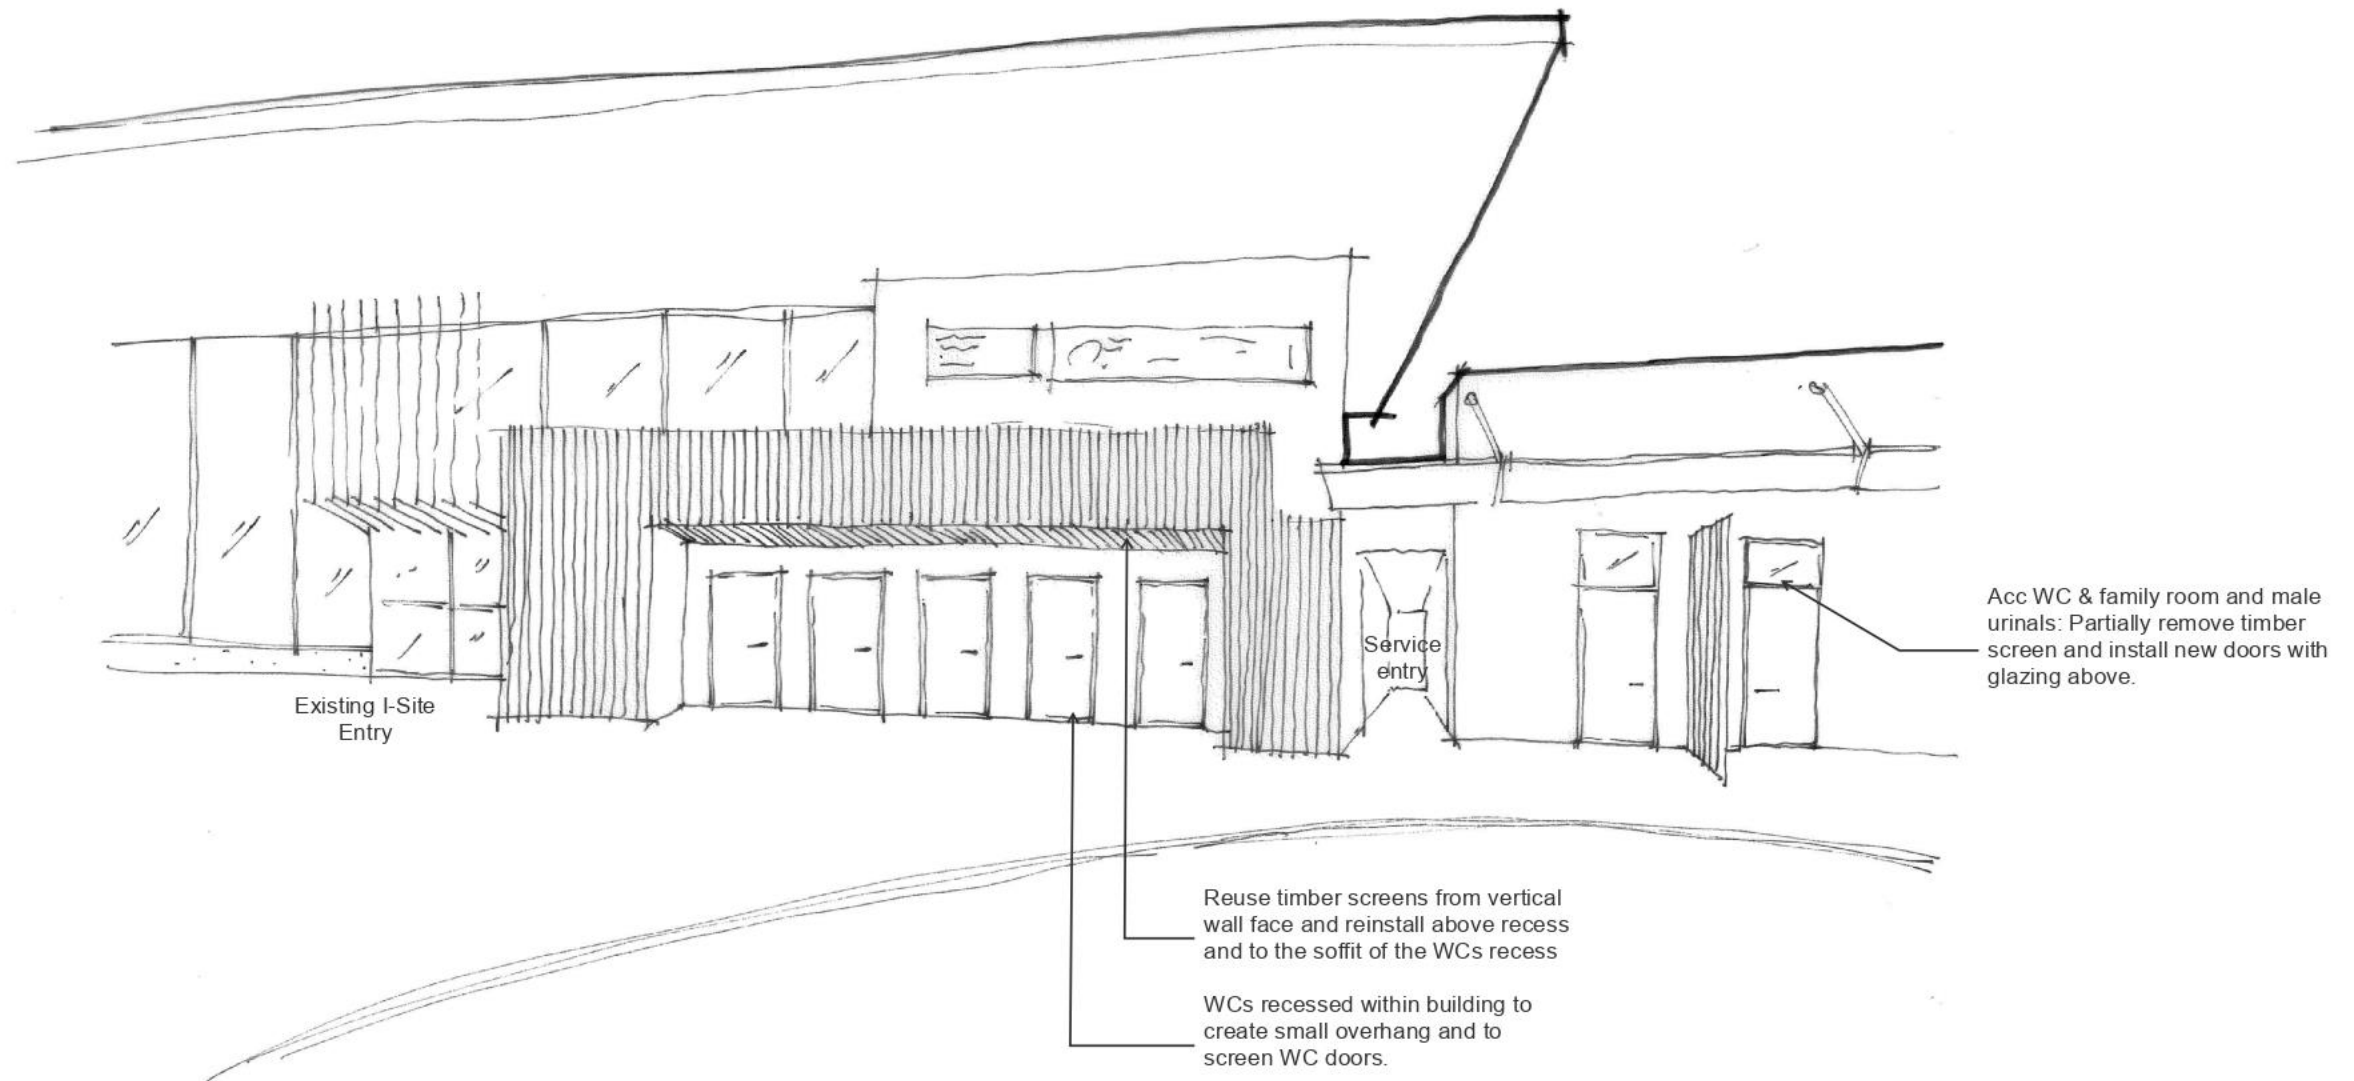 Existing I-Site
Entry
Service
entry
Acc WC & family room and male
urinals: Partially remove timber
screen and install new doors with
glazing above.
Reuse timber screens from vertical
wall face and reinstall above recess
and to the soffit of the WCs recess
WCs recessed within building to
create small overhang and to
screen WC doors.